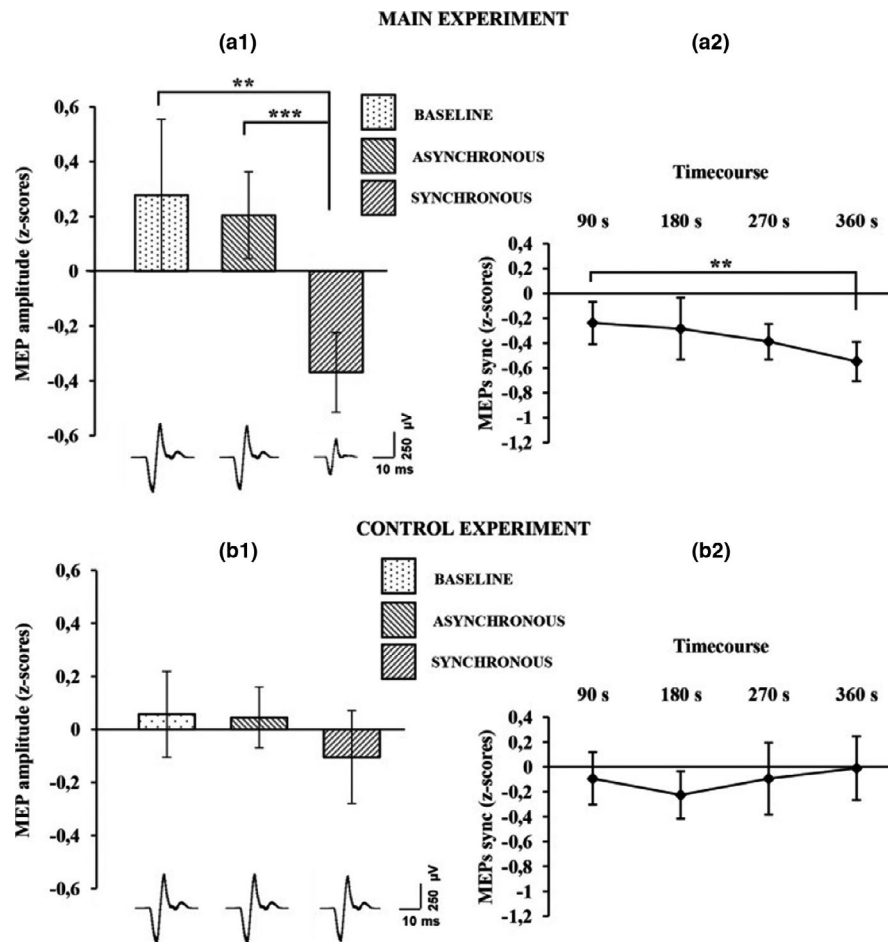 MAIN EXPERIMENT
(a1)
(a2)
**
***
BASELINE
ASYNCHRONOUS
SYNCHRONOUS
MEP amplitude (z-scores)
0,6
0,4
0,2
0
-0,2
-0,4
-0,6
250 µV
10 ms
Timecourse
90 s 180 s 270 s 360 s
**
MEPs sync (z-scores)
0,4
0,2
0
-0,2
-0,4
-0,6
-0,8
-1
-1,2
CONTROL EXPERIMENT
(b1)
(b2)
BASELINE
ASYNCHRONOUS
SYNCHRONOUS
MEP amplitude (z-scores)
0,6
0,4
0,2
0
-0,2
-0,4
-0,6
250 µV
10 ms
Timecourse
90 s 180 s 270 s 360 s
MEPs sync (z-scores)
0,4
0,2
0
-0,2
-0,4
-0,6
-0,8
-1
-1,2